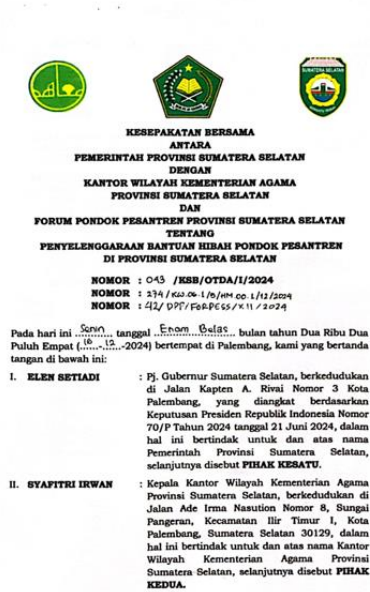 SUMATERA SELATAN
KESEPAKATAN BERSAMA
ANTARA
PEMERINTAH PROVINSI SUMATERA SELATAN
DENGAN
KANTOR WILAYAH KEMENTERIAN AGAMA
PROVINSI SUMATERA SELATAN
DAN
FORUM PONDOK PESANTREN PROVINSI SUMATERA SELATAN
TENTANG
PENYELENGGARAAN BANTUAN HIBAH PONDOK PESANTREN
DI PROVINSI SUMATERA SELATAN
NOMOR : 093 /KSB/OTDA/I/2024
NOMOR : 274/KW.06.1/B/HM.00.1/12/2024
NOMOR : 42/DPP/FORPESS/XII/2024
Pada hari ini Senin tanggal Enam Belas bulan tahun Dua Ribu Dua
Puluh Empat (16-12-2024) bertempat di Palembang, kami yang bertanda
tangan di bawah ini:
I. ELEN SETIADI : Pj. Gubernur Sumatera Selatan, berkedudukan
di Jalan Kapten A. Rivai Nomor 3 Kota
Palembang, yang diangkat berdasarkan
Keputusan Presiden Republik Indonesia Nomor
70/P Tahun 2024 tanggal 21 Juni 2024, dalam
hal ini bertindak untuk dan atas nama
Pemerintah Provinsi Sumatera Selatan,
selanjutnya disebut PIHAK KESATU.
II. SYAFITRI IRWAN : Kepala Kantor Wilayah Kementerian Agama
Provinsi Sumatera Selatan, berkedudukan di
Jalan Ade Irma Nasution Nomor 8, Sungai
Pangeran, Kecamatan Ilir Timur I, Kota
Palembang, Sumatera Selatan 30129, dalam
hal ini bertindak untuk dan atas nama Kantor
Wilayah Kementerian Agama Provinsi
Sumatera Selatan, selanjutnya disebut PIHAK
KEDUA.